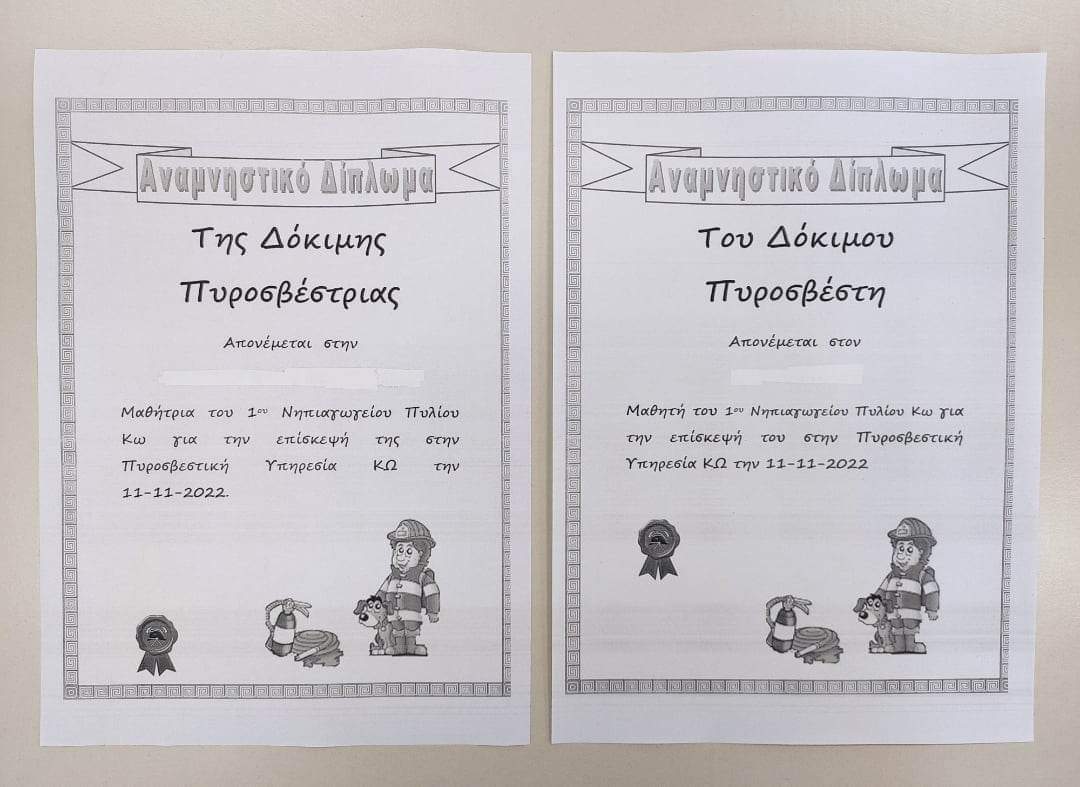 Αναμνηστικό Δίπλωμα
Της Δόκιμης
Πυροσβέστριας
Απονέμεται στην
Μαθήτρια του 1ου Νηπιαγωγείου Πυλίου
Κω για την επίσκεψή της στην
Πυροσβεστική Υπηρεσία ΚΩ την
11-11-2022.
Αναμνηστικό Δίπλωμα
Του Δόκιμου
Πυροσβέστη
Απονέμεται στον
Μαθητή του 1ου Νηπιαγωγείου Πυλίου Κω για
την επίσκεψή του στην Πυροσβεστική
Υπηρεσία ΚΩ την 11-11-2022